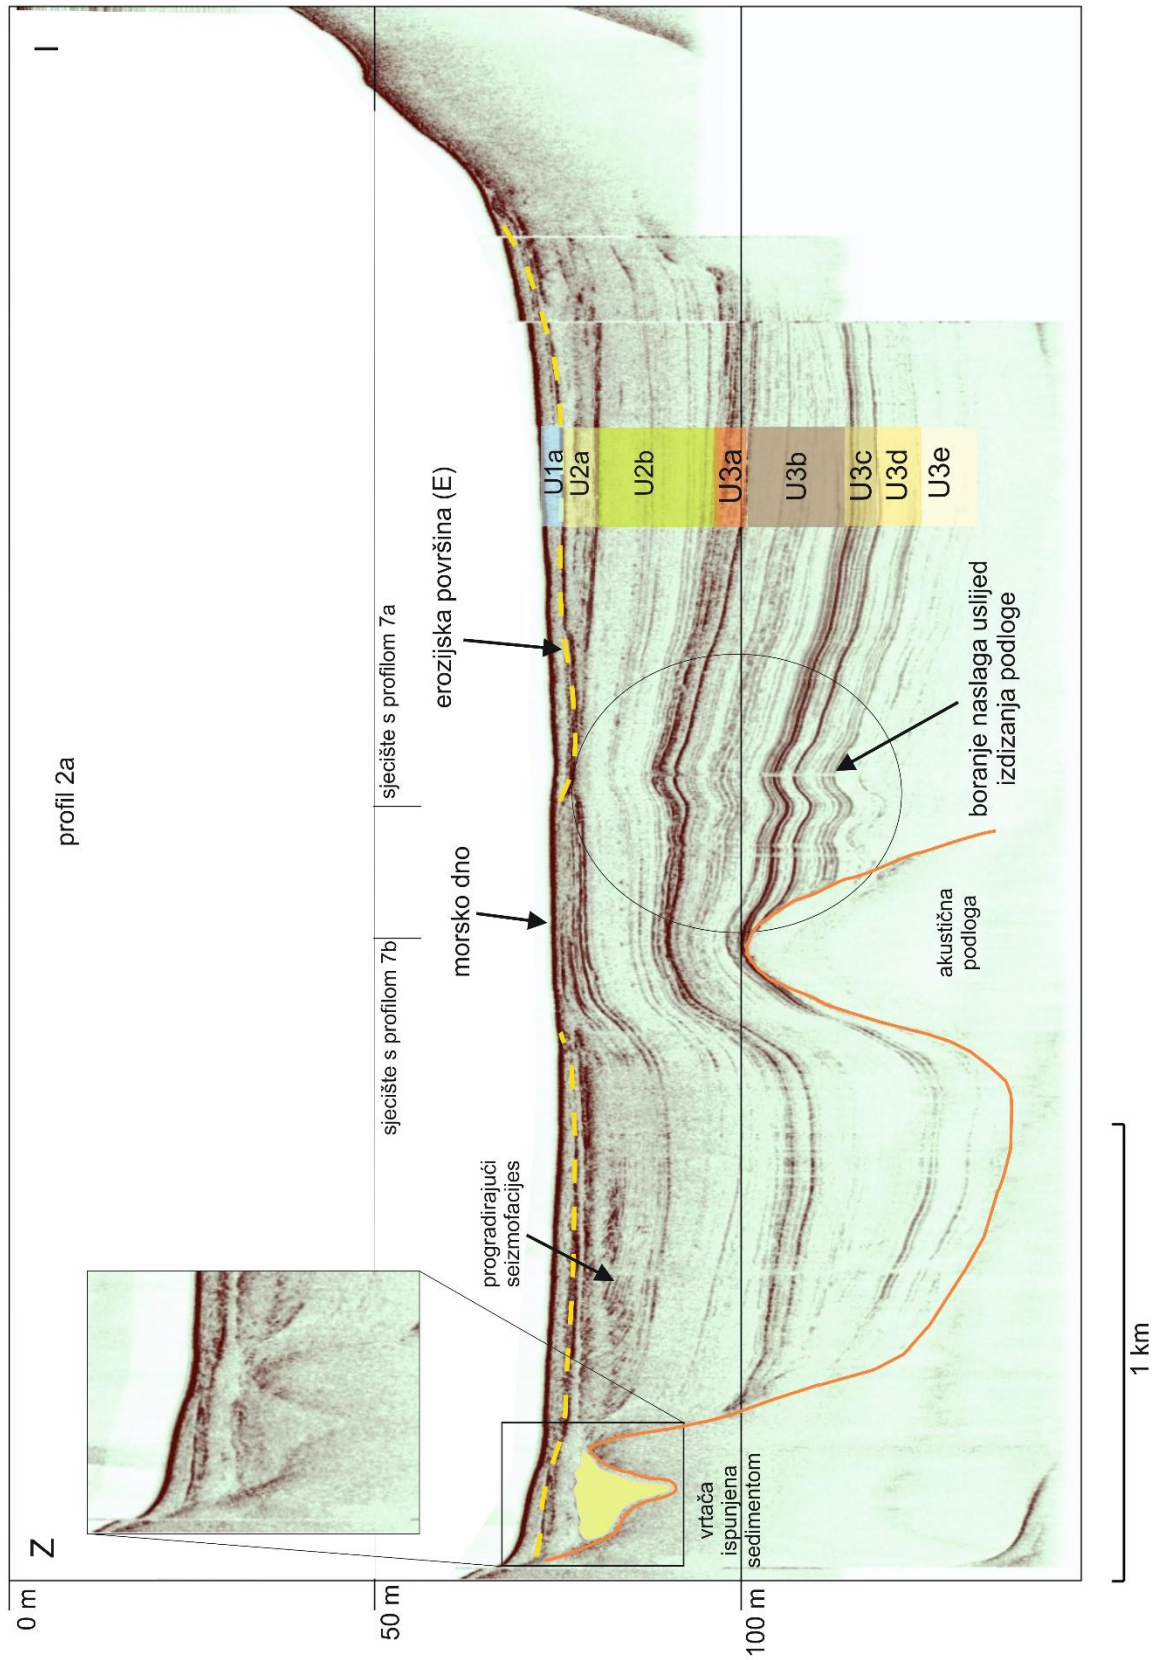 profil 2a
Z
I
0 m
50 m
100 m
sjecište s profilom 7b
sjecište s profilom 7a
morsko dno
erozijska površina (E)
progradirajući
seizmofacijes
U1a
U2a
U2b
U3a
U3b
U3c
U3d
U3e
vrtača
ispunjena
sedimentom
akustična
podloga
boranje naslaga uslijed
izdizanja podloge
1 km